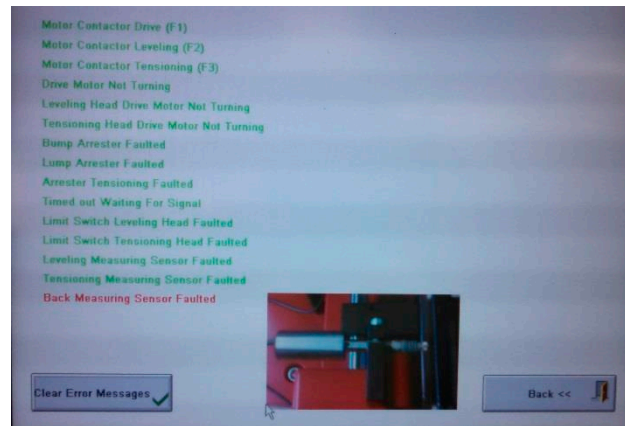 Motor Contactor Drive (F1)
Motor Contactor Leveling (F2)
Motor Contactor Tensioning (F3)
Drive Motor Not Turning
Leveling Head Drive Motor Not Turning
Tensioning Head Drive Motor Not Turning
Bump Arrester Faulted
Lump Arrester Faulted
Arrester Tensioning Faulted
Timed out Waiting For Signal
Limit Switch Leveling Head Faulted
Limit Switch Tensioning Head Faulted
Leveling Measuring Sensor Faulted
Tensioning Measuring Sensor Faulted
Back Measuring Sensor Faulted
Clear Error Messages
Back <<